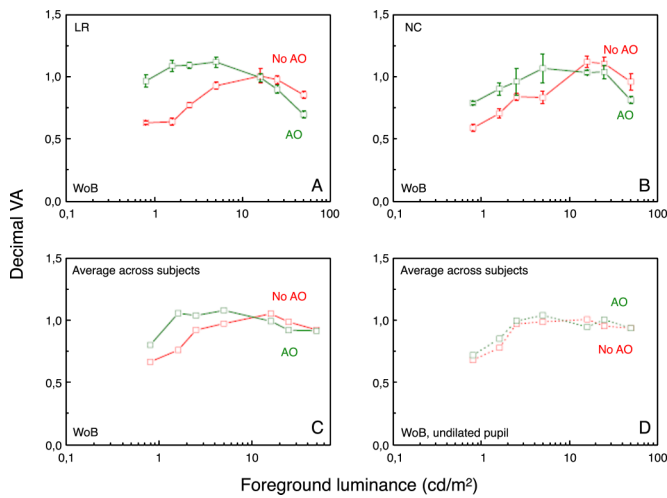 Decimal VA
1,5
1,0
0,5
0,0
0,1
1
10
100
LR
No AO
AO
WoB
A
1,5
1,0
0,5
0,0
0,1
1
10
100
NC
No AO
AO
WoB
B
1,5
1,0
0,5
0,1
1
10
100
Average across subjects
No AO
AO
WoB
C
1,5
1,0
0,5
0,1
1
10
100
Average across subjects
AO
No AO
WoB, undilated pupil
D
Foreground luminance (cd/m²)